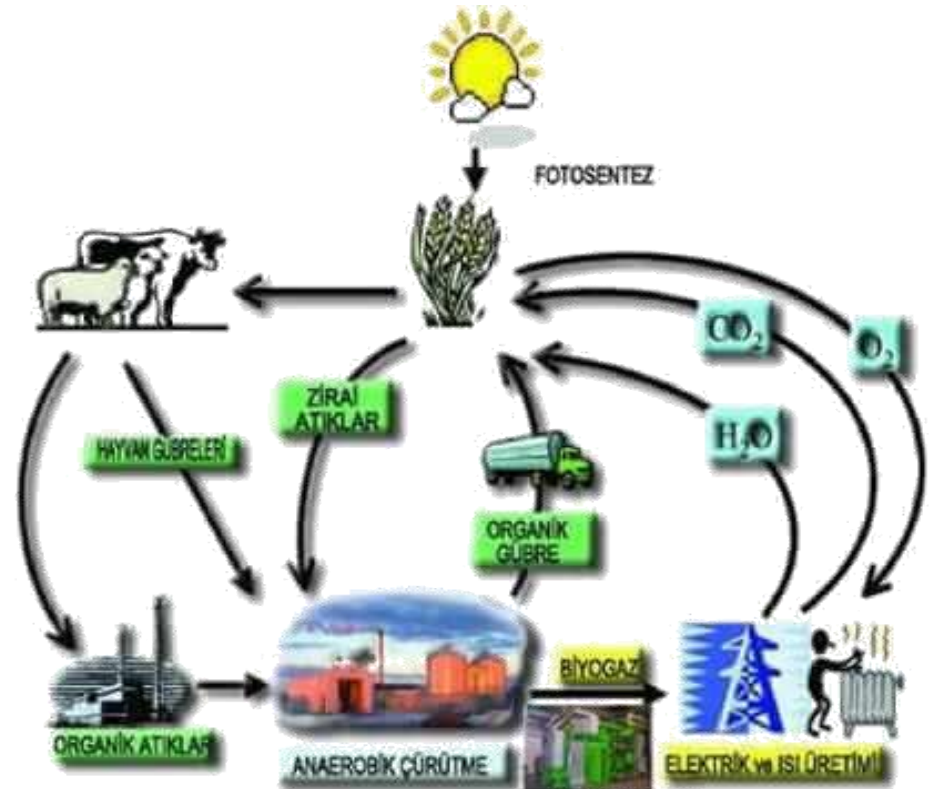 FOTOSENTEZ
CO₂
O₂
ZİRAİ
ATIKLAR
H₂O
HAYVAN GÜBRELERİ
ORGANİK
GÜBRE
BİYOGAZ
ORGANİK ATIKLAR
ANAEROBİK ÇÜRÜTME
ELEKTRİK ve ISI ÜRETİMİ